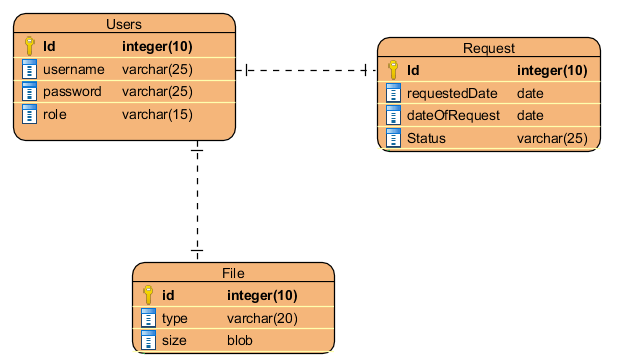 Users
Id integer(10)
username varchar(25)
password varchar(25)
role varchar(15)
Request
Id integer(10)
requestedDate date
dateOfRequest date
Status varchar(25)
File
id integer(10)
type varchar(20)
size blob